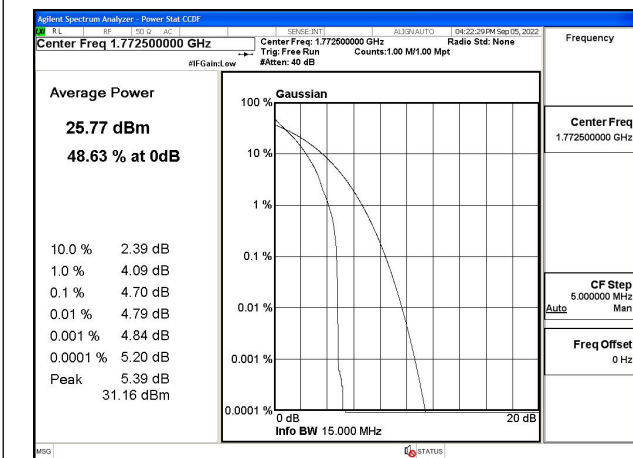 Agilent Spectrum Analyzer - Power Stat CCDF
RL RF 50 Ω AC SENSE:INT ALIGN AUTO 04:22:29 PM Sep 05, 2022
Center Freq 1.772500000 GHz
Center Freq: 1.772500000 GHz Radio Std: None
Trig: Free Run Counts:1.00 M/1.00 Mpt
#IFGain:Low #Atten: 40 dB
Frequency
Average Power
25.77 dBm
48.63 % at 0dB
10.0 % 2.39 dB
1.0 % 4.09 dB
0.1 % 4.70 dB
0.01 % 4.79 dB
0.001 % 4.84 dB
0.0001 % 5.20 dB
Peak 5.39 dB
31.16 dBm
Gaussian
100 %
10 %
1 %
0.1 %
0.01 %
0.001 %
0.0001 %
0 dB 20 dB
Info BW 15.000 MHz
Center Freq
1.772500000 GHz
CF Step
5.000000 MHz
Auto Man
Freq Offset
0 Hz
MSG STATUS